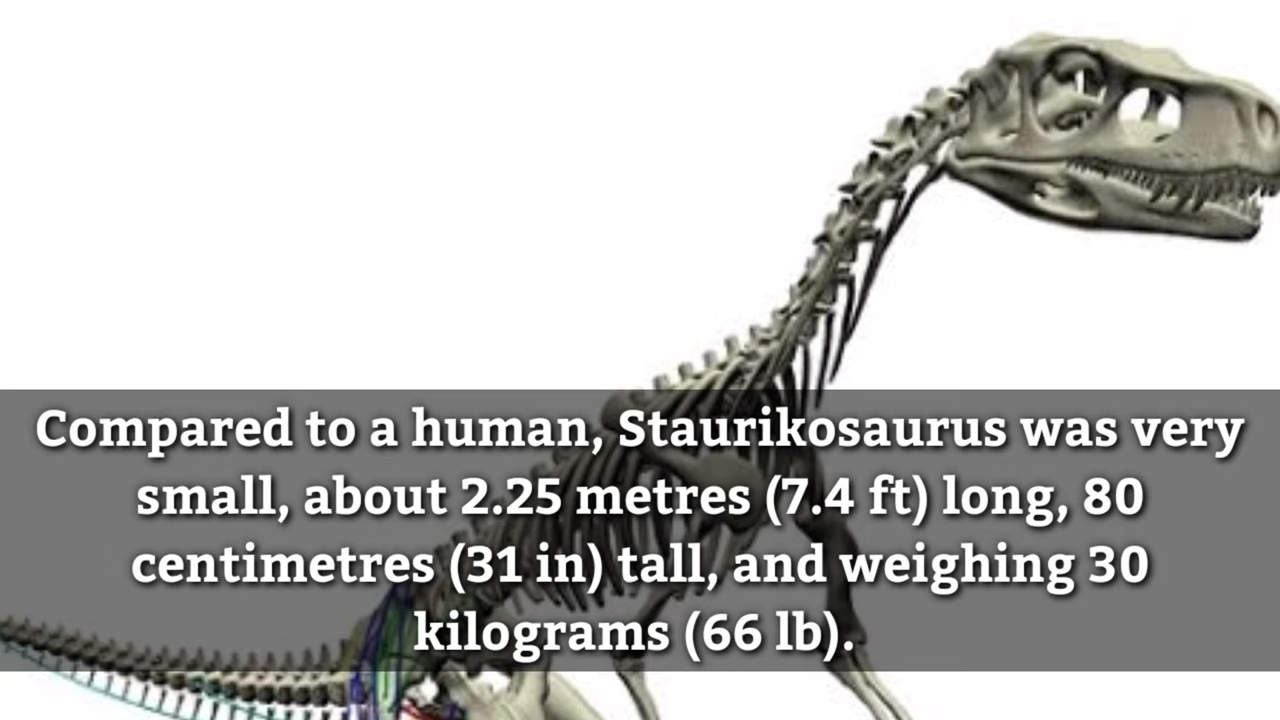 Compared to a human, Staurikosaurus was very
small, about 2.25 metres (7.4 ft) long, 80
centimetres (31 in) tall, and weighing 30
kilograms (66 lb).